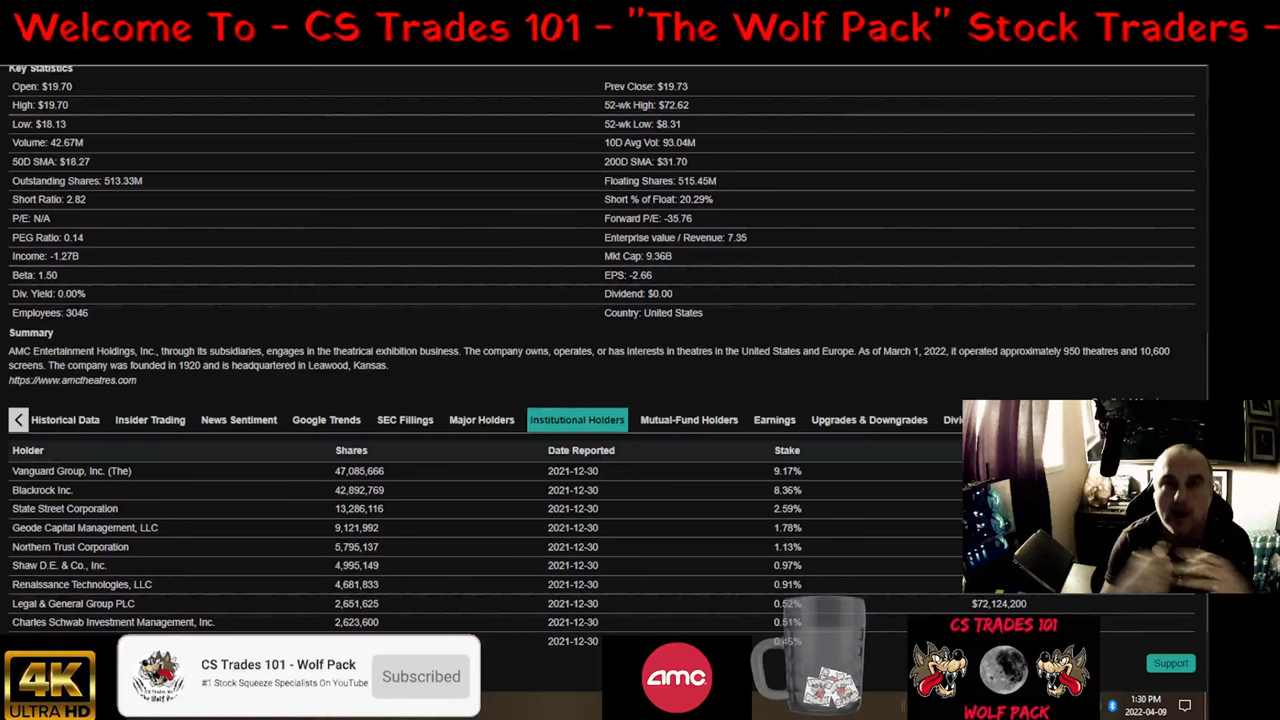 Welcome To - CS Trades 101 - "The Wolf Pack" Stock Traders -
Key Statistics
Open: $19.70
Prev Close: $19.73
High: $19.70
52-wk High: $72.62
Low: $18.13
52-wk Low: $8.31
Volume: 42.67M
10D Avg Vol: 93.04M
50D SMA: $18.27
200D SMA: $31.70
Outstanding Shares: 513.33M
Floating Shares: 515.45M
Short Ratio: 2.82
Short % of Float: 20.29%
P/E: N/A
Forward P/E: -35.76
PEG Ratio: 0.14
Enterprise value / Revenue: 7.35
Income: -1.27B
Mkt Cap: 9.36B
Beta: 1.50
EPS: -2.66
Div. Yield: 0.00%
Dividend: $0.00
Employees: 3046
Country: United States
Summary
AMC Entertainment Holdings, Inc., through its subsidiaries, engages in the theatrical exhibition business. The company owns, operates, or has interests in theatres in the United States and Europe. As of March 1, 2022, it operated approximately 950 theatres and 10,600
screens. The company was founded in 1920 and is headquartered in Leawood, Kansas.
https://www.amctheatres.com
Historical Data Insider Trading News Sentiment Google Trends SEC Fillings Major Holders Institutional Holders Mutual-Fund Holders Earnings Upgrades & Downgrades Divi
Holder Shares Date Reported Stake
Vanguard Group, Inc. (The) 47,085,666 2021-12-30 9.17%
Blackrock Inc. 42,892,769 2021-12-30 8.36%
State Street Corporation 13,286,116 2021-12-30 2.59%
Geode Capital Management, LLC 9,121,992 2021-12-30 1.78%
Northern Trust Corporation 5,795,137 2021-12-30 1.13%
Shaw D.E. & Co., Inc. 4,995,149 2021-12-30 0.97%
Renaissance Technologies, LLC 4,681,833 2021-12-30 0.91%
Legal & General Group PLC 2,651,625 2021-12-30 0.52% $72,124,200
Charles Schwab Investment Management, Inc. 2,623,600 2021-12-30 0.51%
2021-12-30
4K
ULTRA HD
CS Trades 101 - Wolf Pack
#1 Stock Squeeze Specialists On YouTube
Subscribed
amc
CS TRADES 101
WOLF PACK
Support
1:30 PM
2022-04-09